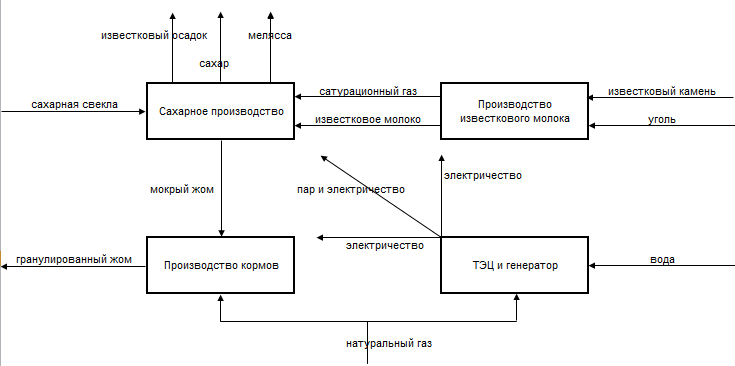 известковый осадок
мелясса
сахар
сахарная свекла
Сахарное производство
сатурационный газ
известковое молоко
Производство
известкового молока
известковый камень
уголь
мокрый жом
пар и электричество
электричество
электричество
гранулированный жом
Производство кормов
ТЭЦ и генератор
вода
натуральный газ